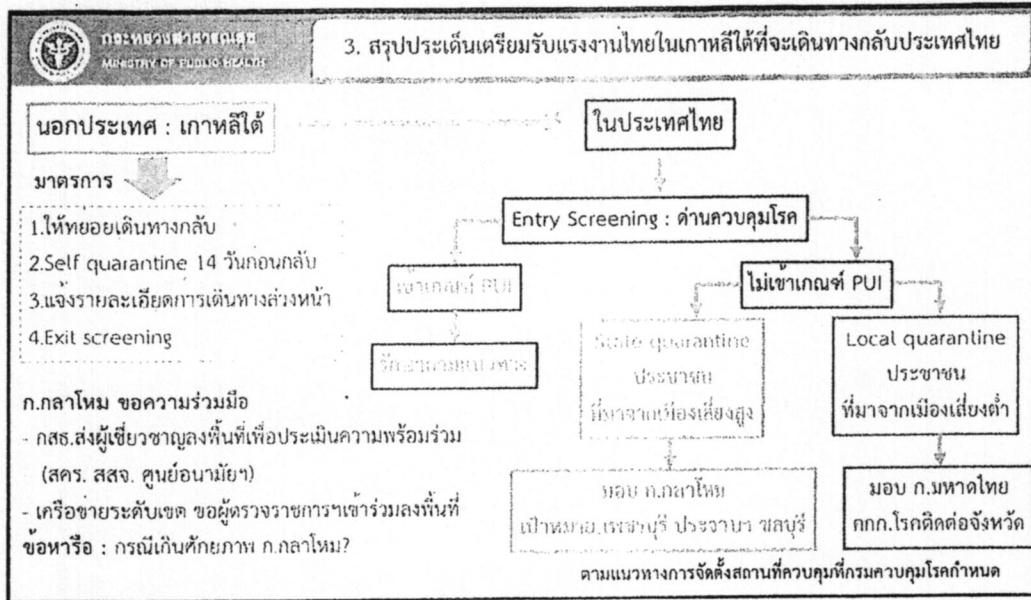 กระทรวงสาธารณสุข
MINISTRY OF PUBLIC HEALTH
3. สรุปประเด็นเตรียมรับแรงงานไทยในเกาหลีใต้ที่จะเดินทางกลับประเทศไทย
นอกประเทศ : เกาหลีใต้
มาตรการ
1.ให้ทยอยเดินทางกลับ
2.Self quarantine 14 วันก่อนกลับ
3.แจ้งรายละเอียดการเดินทางล่วงหน้า
4.Exit screening
ก.กลาโหม ขอความร่วมมือ
- กสธ.ส่งผู้เชี่ยวชาญลงพื้นที่เพื่อประเมินความพร้อมร่วม
(สคร. สสจ. ศูนย์อนามัยฯ)
- เครือข่ายระดับเขต ขอผู้ตรวจราชการฯเข้าร่วมลงพื้นที่
ข้อหารือ : กรณีเกินศักยภาพ ก.กลาโหม?
ในประเทศไทย
Entry Screening : ด่านควบคุมโรค
เข้าเกณฑ์ PUI
รักษาตามแนวทาง
ไม่เข้าเกณฑ์ PUI
State quarantine
ประชาชน
ที่มาจากเมืองเสี่ยงสูง
มอบ ก.กลาโหม
เป้าหมาย.เพชรบุรี ประจวบฯ ชลบุรี
Local quarantine
ประชาชน
ที่มาจากเมืองเสี่ยงต่ำ
มอบ ก.มหาดไทย
คกก.โรคติดต่อจังหวัด
ตามแนวทางการจัดตั้งสถานที่ควบคุมที่กรมควบคุมโรคกำหนด